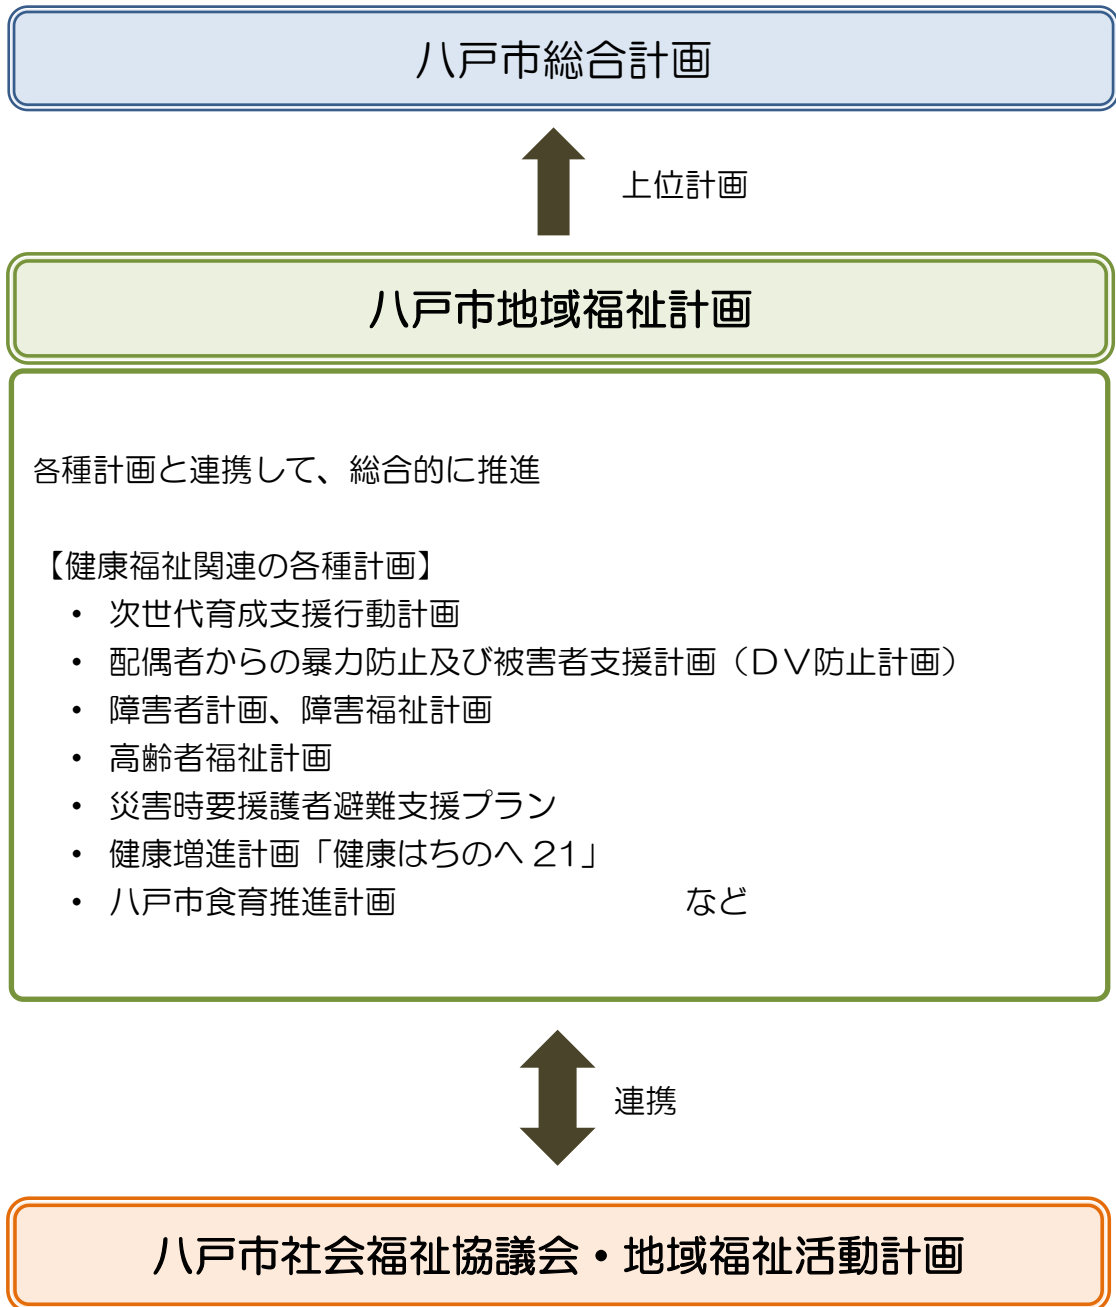 八戸市総合計画
上位計画
八戸市地域福祉計画
各種計画と連携して、総合的に推進
【健康福祉関連の各種計画】
• 次世代育成支援行動計画
• 配偶者からの暴力防止及び被害者支援計画（ＤＶ防止計画）
• 障害者計画、障害福祉計画
• 高齢者福祉計画
• 災害時要援護者避難支援プラン
• 健康増進計画「健康はちのへ 21」
• 八戸市食育推進計画　　　　　　　　　など
連携
八戸市社会福祉協議会・地域福祉活動計画